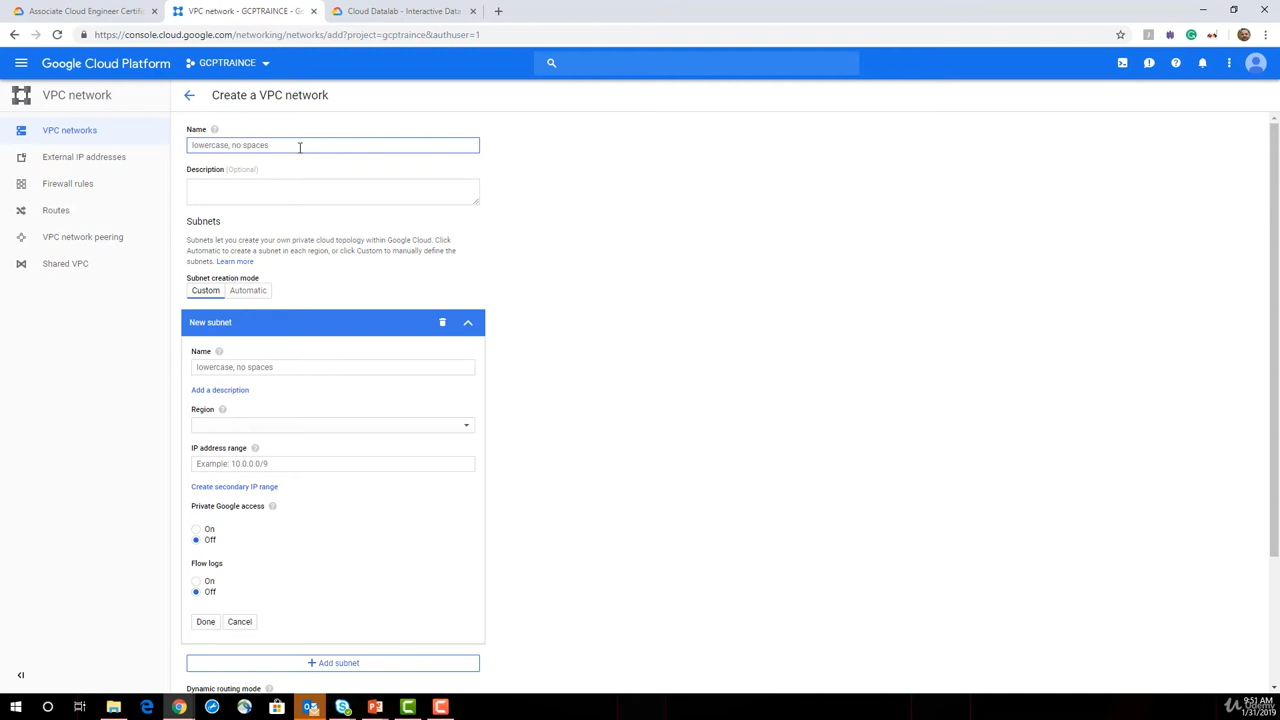 Associate Cloud Engineer Certific
VPC network - GCPTRAINCE - Go
Cloud Datalab - Interactive Data
https://console.cloud.google.com/networking/networks/add?project=gcptraince&authuser=1
Google Cloud Platform
GCPTRAINCE
VPC network
Create a VPC network
VPC networks
External IP addresses
Firewall rules
Routes
VPC network peering
Shared VPC
Name
lowercase, no spaces
Description (Optional)
Subnets
Subnets let you create your own private cloud topology within Google Cloud. Click
Automatic to create a subnet in each region, or click Custom to manually define the
subnets. Learn more
Subnet creation mode
Custom Automatic
New subnet
Name
lowercase, no spaces
Add a description
Region
IP address range
Example: 10.0.0.0/9
Create secondary IP range
Private Google access
On
Off
Flow logs
On
Off
Done Cancel
+ Add subnet
Dynamic routing mode
9:51 AM
1/31/2019
Udemy